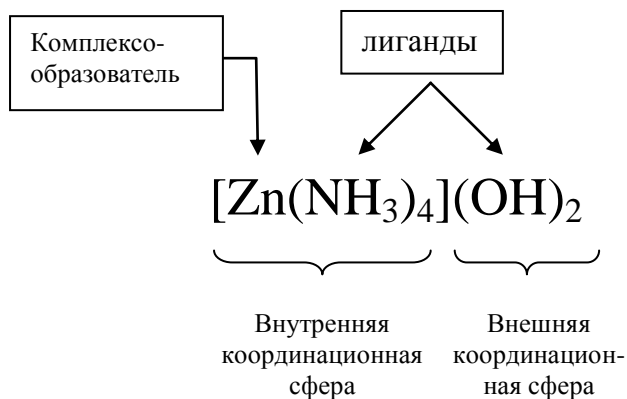 Комплексо-
образователь
лиганды
[Zn(NH₃)₄](OH)₂
Внутренняя
координационная
сфера
Внешняя
координацион-
ная сфера